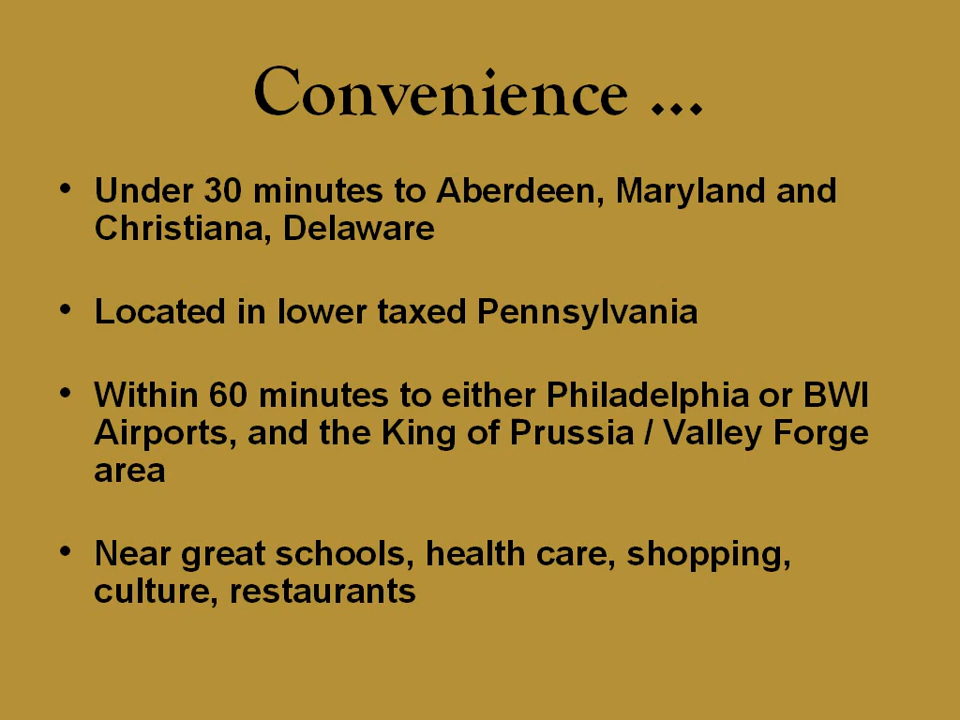 Convenience ...
• Under 30 minutes to Aberdeen, Maryland and
Christiana, Delaware
• Located in lower taxed Pennsylvania
• Within 60 minutes to either Philadelphia or BWI
Airports, and the King of Prussia / Valley Forge
area
• Near great schools, health care, shopping,
culture, restaurants